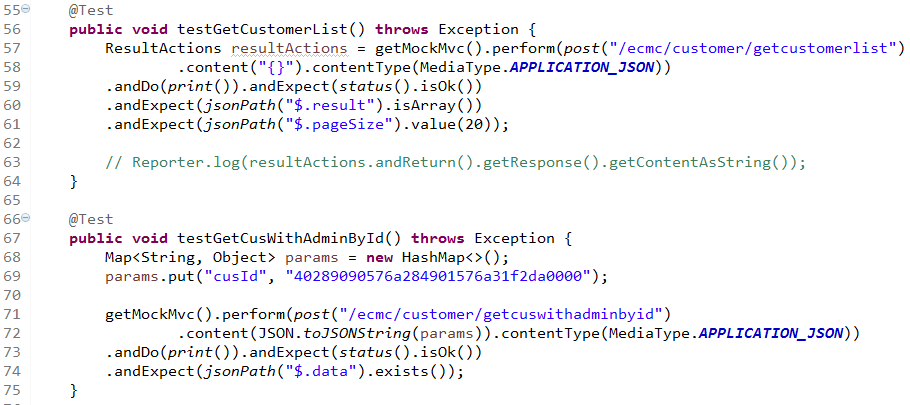 55 @Test
56 public void testGetCustomerList() throws Exception {
57 ResultActions resultActions = getMockMvc().perform(post("/ecmc/customer/getcustomerlist")
58 .content("{}").contentType(MediaType.APPLICATION_JSON))
59 .andDo(print()).andExpect(status().isOk())
60 .andExpect(jsonPath("$.result").isArray())
61 .andExpect(jsonPath("$.pageSize").value(20));
62
63 // Reporter.log(resultActions.andReturn().getResponse().getContentAsString());
64 }
65
66 @Test
67 public void testGetCusWithAdminById() throws Exception {
68 Map<String, Object> params = new HashMap<>();
69 params.put("cusId", "40289090576a284901576a31f2da0000");
70
71 getMockMvc().perform(post("/ecmc/customer/getcuswithadminbyid")
72 .content(JSON.toJSONString(params)).contentType(MediaType.APPLICATION_JSON))
73 .andDo(print()).andExpect(status().isOk())
74 .andExpect(jsonPath("$.data").exists());
75 }